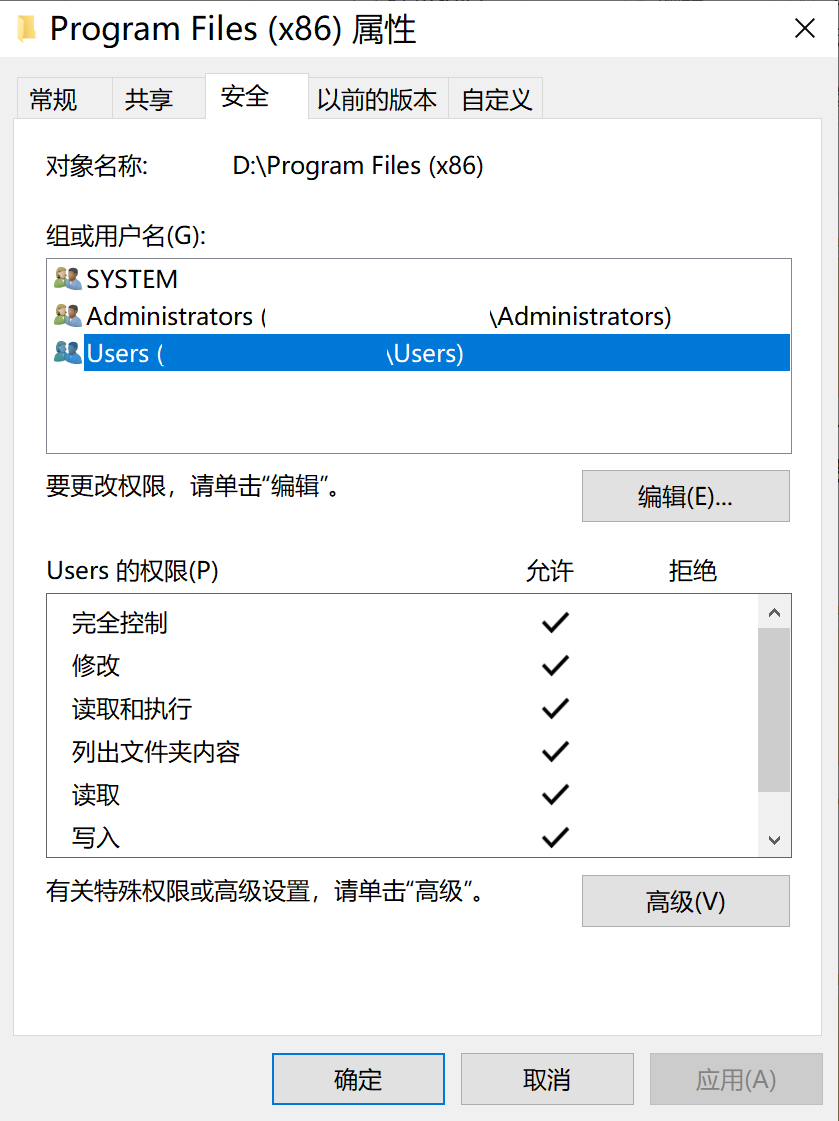 Program Files (x86) 属性
常规 共享 安全 以前的版本 自定义
对象名称: D:\Program Files (x86)
组或用户名(G):
SYSTEM
Administrators ( \Administrators)
Users ( \Users)
要更改权限，请单击“编辑”。 编辑(E)...
Users 的权限(P) 允许 拒绝
完全控制
修改
读取和执行
列出文件夹内容
读取
写入
有关特殊权限或高级设置，请单击“高级”。 高级(V)
确定 取消 应用(A)